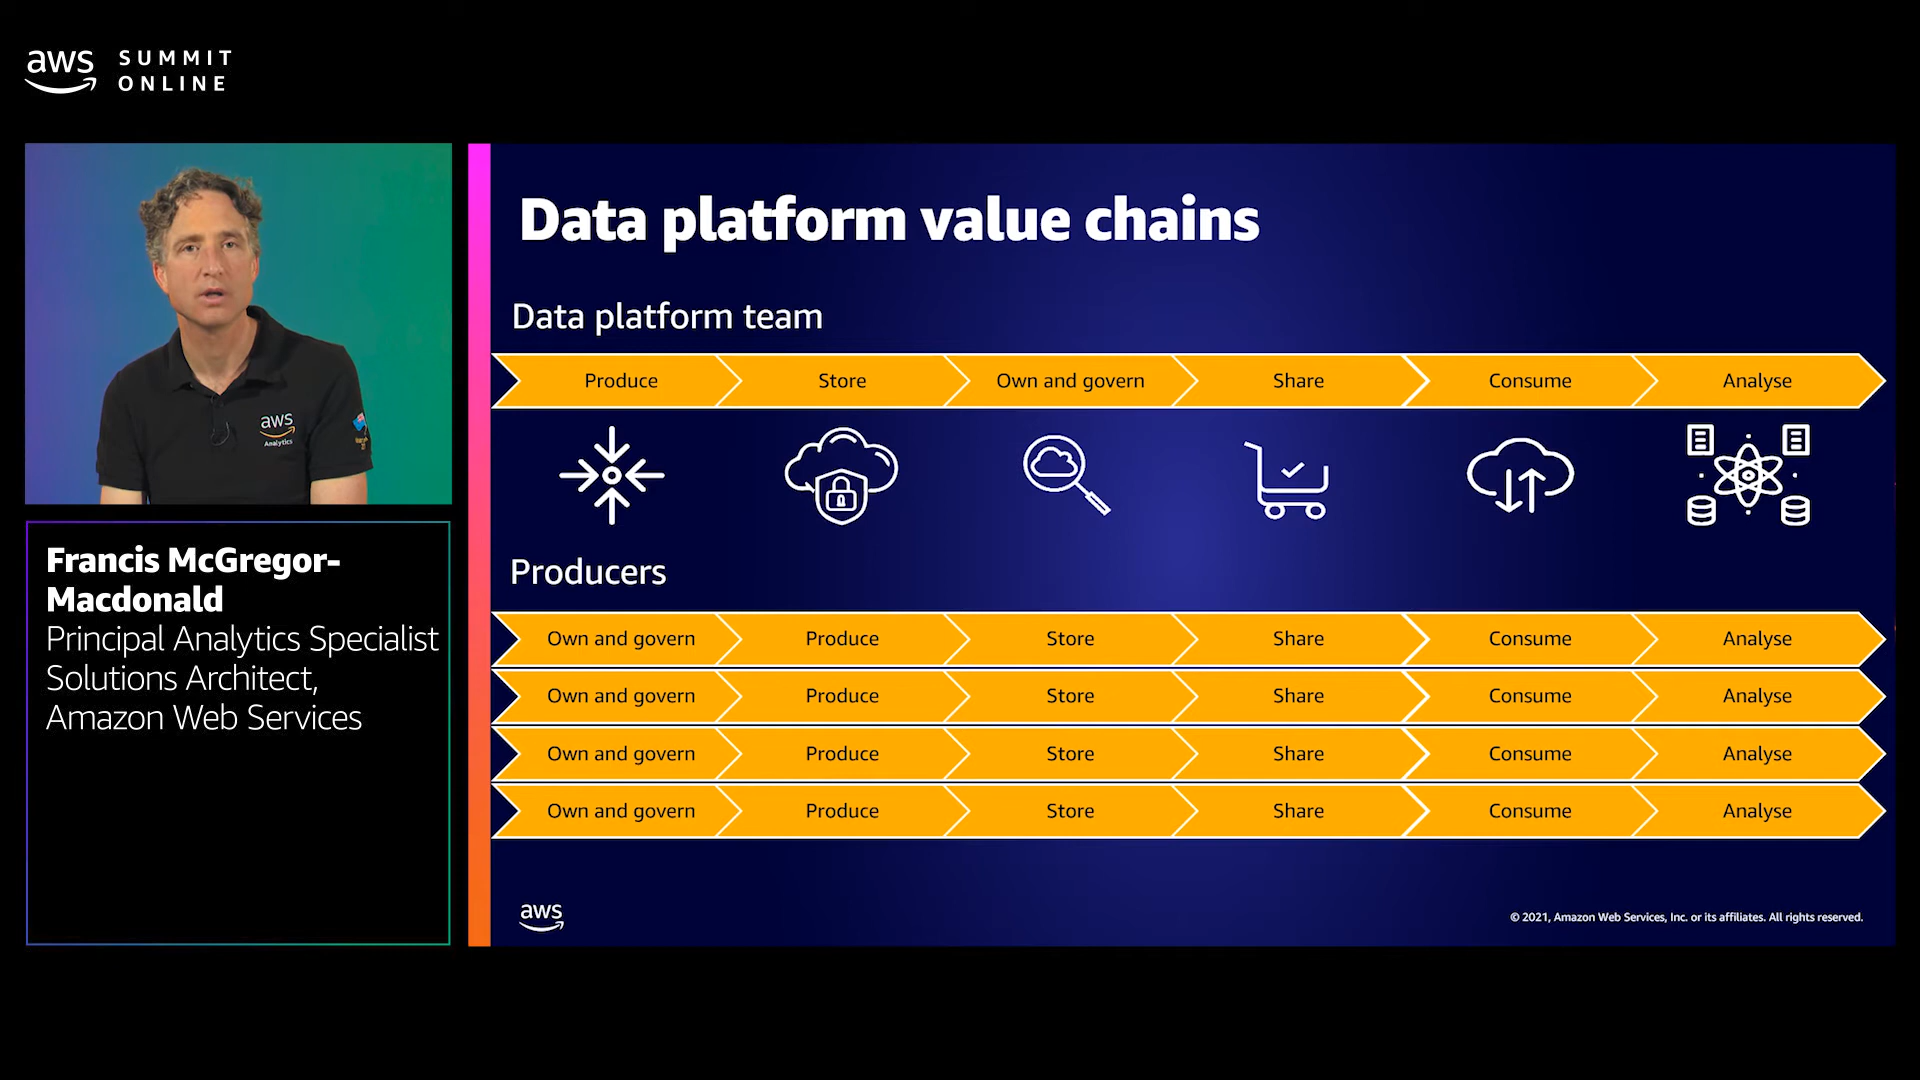 aws SUMMIT
ONLINE
aws
Analytics
Francis McGregor-
Macdonald
Principal Analytics Specialist
Solutions Architect,
Amazon Web Services
Data platform value chains
Data platform team
Produce Store Own and govern Share Consume Analyse
Producers
Own and govern Produce Store Share Consume Analyse
Own and govern Produce Store Share Consume Analyse
Own and govern Produce Store Share Consume Analyse
Own and govern Produce Store Share Consume Analyse
aws
© 2021, Amazon Web Services, Inc. or its affiliates. All rights reserved.